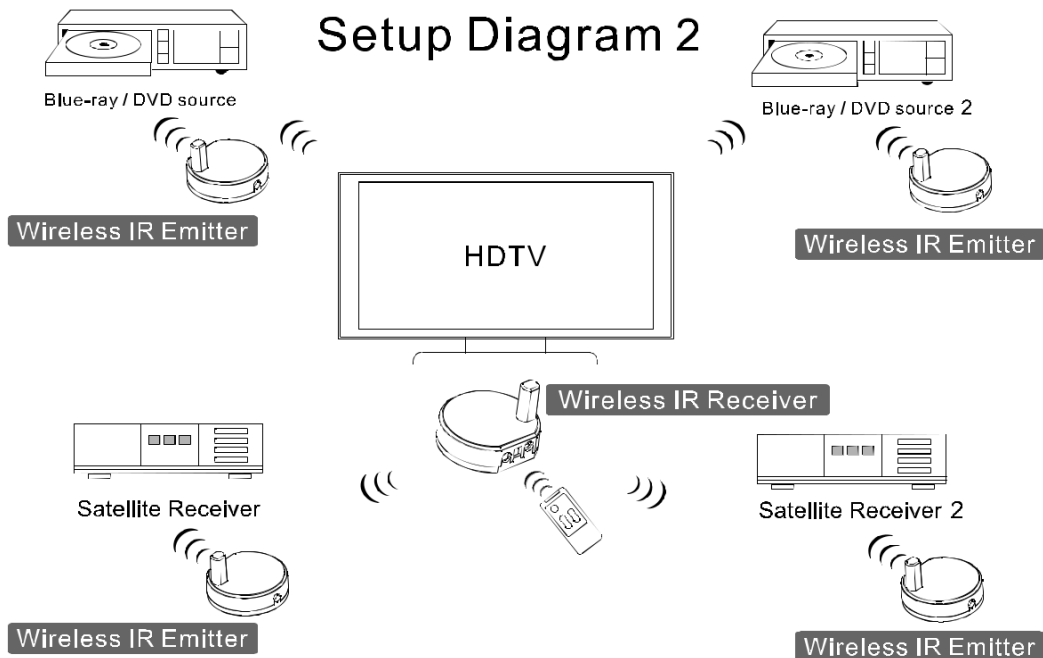 Setup Diagram 2
Blue-ray / DVD source
Blue-ray / DVD source 2
Wireless IR Emitter
Wireless IR Emitter
HDTV
Wireless IR Receiver
Satellite Receiver
Satellite Receiver 2
Wireless IR Emitter
Wireless IR Emitter